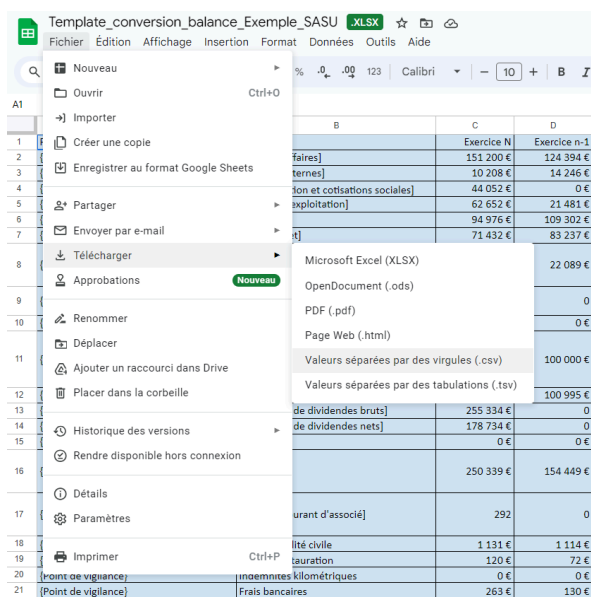 Template_conversion_balance_Exemple_SASU .XLSX
Fichier Édition Affichage Insertion Format Données Outils Aide
% .0 .00 123 Calibri − 10 + B I
A1
B C D
Nouveau
Ouvrir Ctrl+O
Importer
Créer une copie
Enregistrer au format Google Sheets
Partager
Envoyer par e-mail
Télécharger
Approbations Nouveau
Renommer
Déplacer
Ajouter un raccourci dans Drive
Placer dans la corbeille
Historique des versions
Rendre disponible hors connexion
Détails
Paramètres
Imprimer Ctrl+P
Microsoft Excel (XLSX)
OpenDocument (.ods)
PDF (.pdf)
Page Web (.html)
Valeurs séparées par des virgules (.csv)
Valeurs séparées par des tabulations (.tsv)
1 Exercice N Exercice n-1
2 { faires] 151 200 € 124 394 €
3 { ternes] 10 208 € 14 246 €
4 { ion et cotisations sociales] 44 052 € 0 €
5 { exploitation] 62 652 € 21 481 €
6 { 94 976 € 109 302 €
7 { t] 71 432 € 83 237 €
8 { 22 089 €
9 { 0
10 { 0 €
11 { 100 000 €
12 { 100 995 €
13 { de dividendes bruts] 255 334 € 0
14 { de dividendes nets] 178 734 € 0
15 { 0 € 0 €
16 { 250 339 € 154 449 €
17 { urant d'associé] 292 0
18 { lité civile 1 131 € 1 114 €
19 { tauration 120 € 72 €
20 {Point de vigilance} Indemnités kilométriques 0 € 0 €
21 {Point de vigilance} Frais bancaires 263 € 130 €